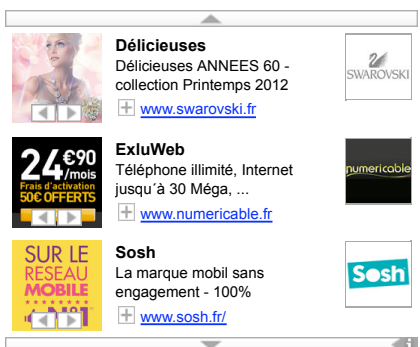 Délicieuses
Délicieuses ANNEES 60 -
collection Printemps 2012
www.swarovski.fr
SWAROVSKI
24€90
/mois
Frais d'activation
50€ OFFERTS
ExluWeb
Téléphone illimité, Internet
jusqu´à 30 Méga, ...
www.numericable.fr
numericable
SUR LE
RESEAU
MOBILE
N°1
Sosh
La marque mobil sans
engagement - 100%
www.sosh.fr/
Sosh
i